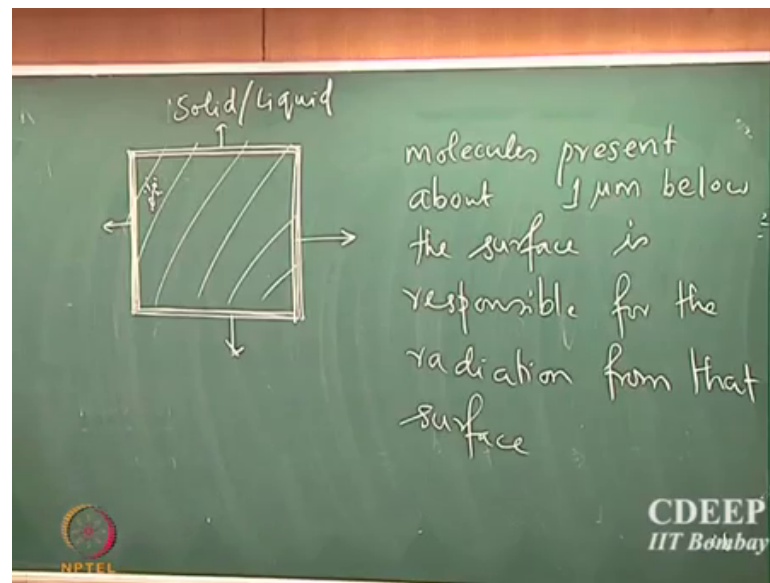 Solid/Liquid
molecules present
about 1 µm below
the surface is
responsible for the
radiation from that
surface
CDEEP
IIT Bombay
NPTEL